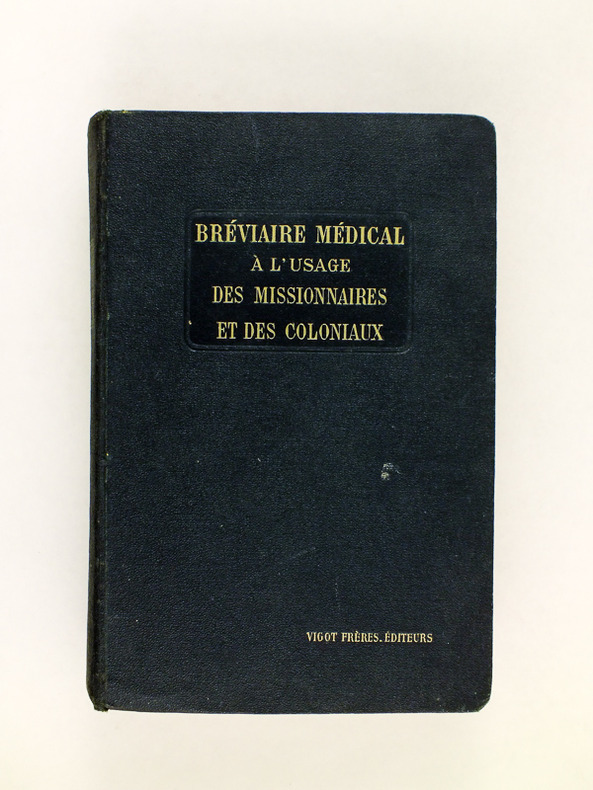 BRÉVIAIRE MÉDICAL
À L'USAGE
DES MISSIONNAIRES
ET DES COLONIAUX
VIGOT FRÈRES. ÉDITEURS